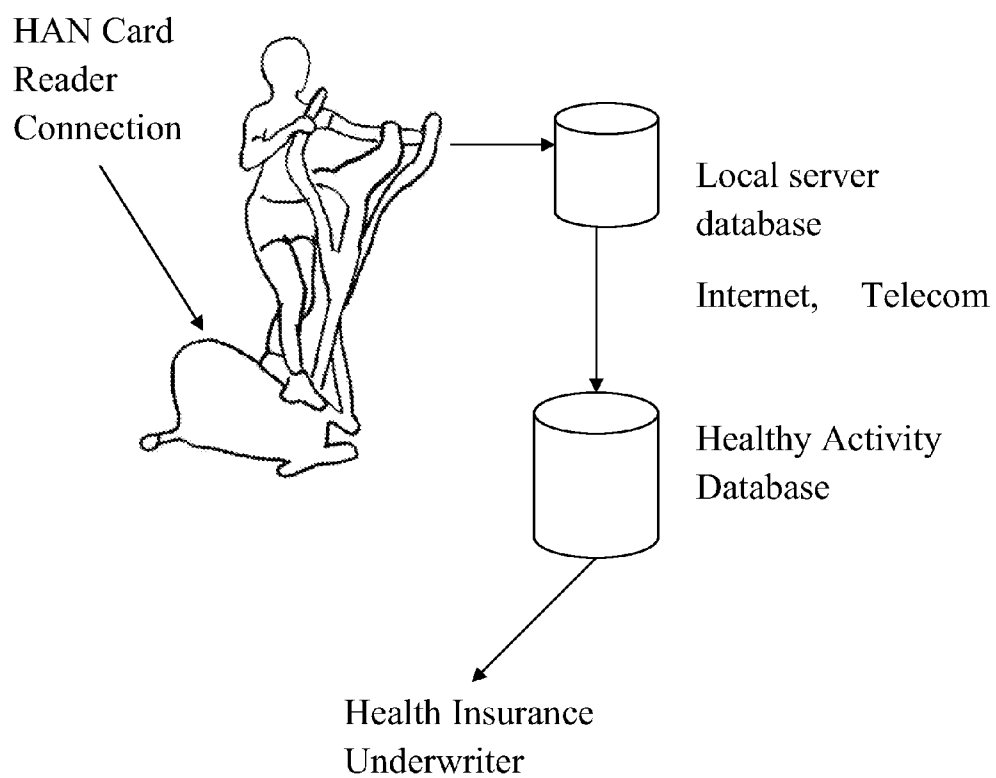 HAN Card
Reader
Connection
Local server
database
Internet, Telecom
Healthy Activity
Database
Health Insurance
Underwriter